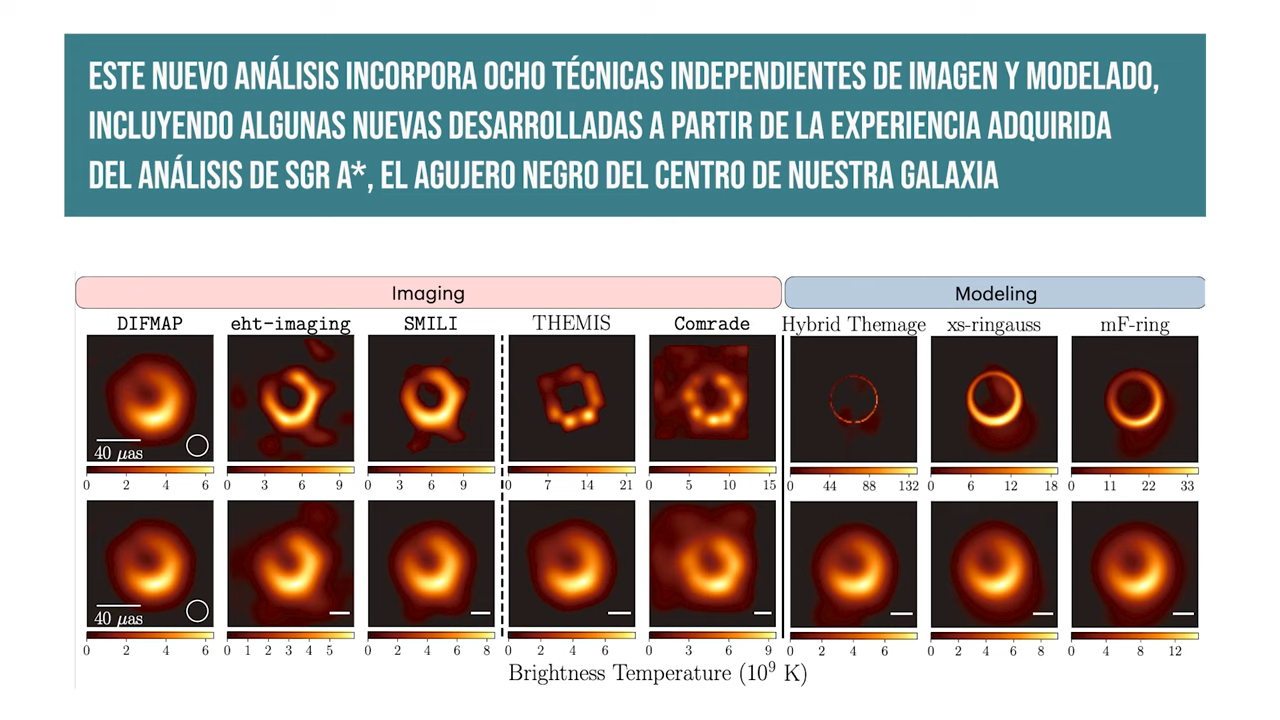 ESTE NUEVO ANÁLISIS INCORPORA OCHO TÉCNICAS INDEPENDIENTES DE IMAGEN Y MODELADO,
INCLUYENDO ALGUNAS NUEVAS DESARROLLADAS A PARTIR DE LA EXPERIENCIA ADQUIRIDA
DEL ANÁLISIS DE SGR A*, EL AGUJERO NEGRO DEL CENTRO DE NUESTRA GALAXIA
Imaging Modeling
DIFMAP eht-imaging SMILI THEMIS Comrade Hybrid Themage xs-ringauss mF-ring
40 μas
0 2 4 6 0 3 6 9 0 3 6 9 0 7 14 21 0 5 10 15 0 44 88 132 0 6 12 18 0 11 22 33
40 μas
0 2 4 6 0 1 2 3 4 5 0 2 4 6 8 0 2 4 6 0 3 6 9 0 2 4 6 0 2 4 6 8 0 4 8 12
Brightness Temperature (10⁹ K)